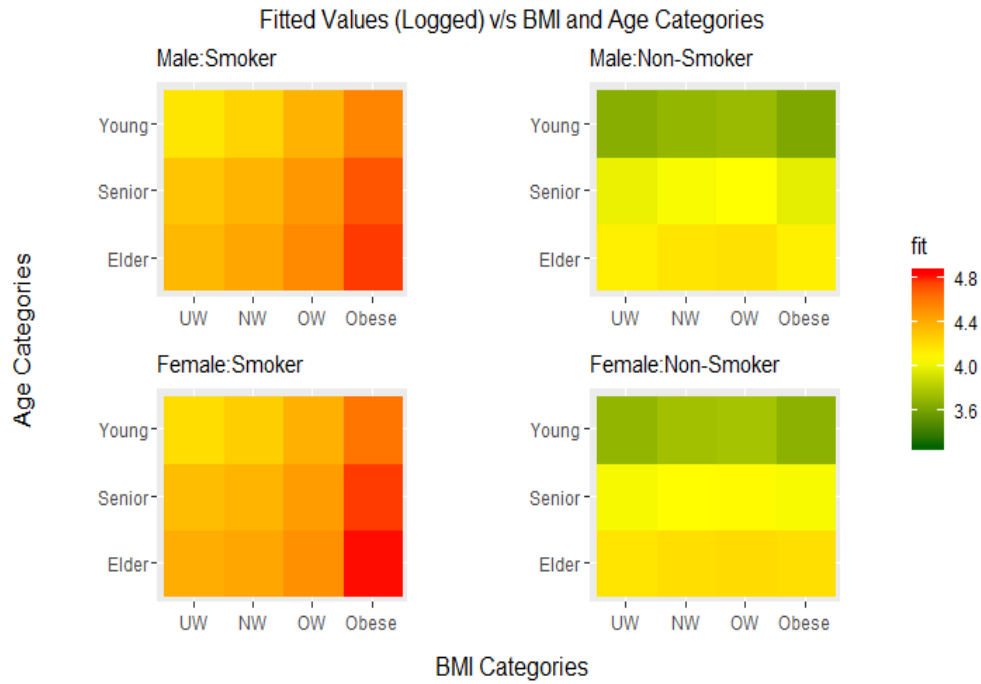 Fitted Values (Logged) v/s BMI and Age Categories
Male:Smoker
Young
Senior
Elder
UW NW OW Obese
Male:Non-Smoker
Young
Senior
Elder
UW NW OW Obese
Female:Smoker
Young
Senior
Elder
UW NW OW Obese
Female:Non-Smoker
Young
Senior
Elder
UW NW OW Obese
Age Categories
BMI Categories
fit
4.8
4.4
4.0
3.6